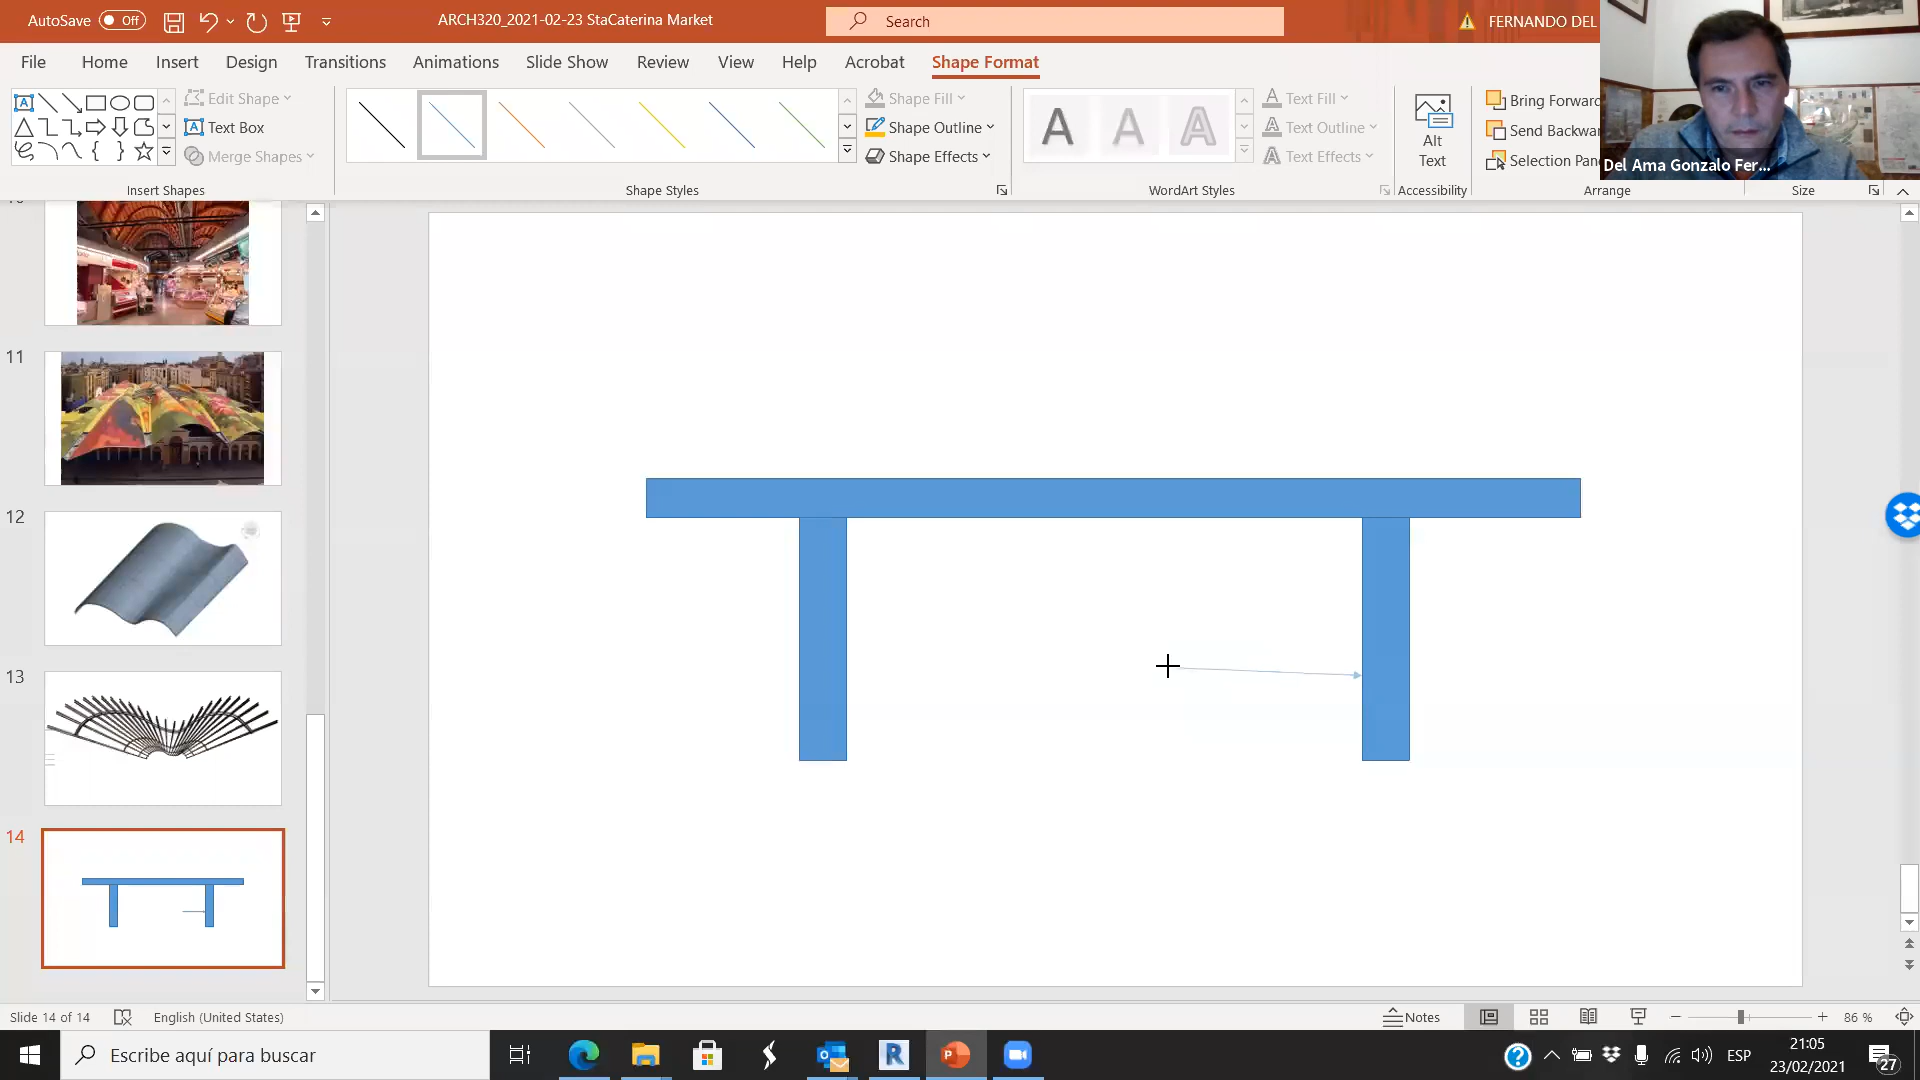 AutoSave Off
ARCH320_2021-02-23 StaCaterina Market
Search
FERNANDO DEL
File Home Insert Design Transitions Animations Slide Show Review View Help Acrobat Shape Format
Edit Shape
Text Box
Merge Shapes
Insert Shapes
Shape Fill
Shape Outline
Shape Effects
Shape Styles
A A A
Text Fill
Text Outline
Text Effects
WordArt Styles
Alt
Text
Accessibility
Bring Forward
Send Backwa
Selection Pan
Arrange
Size
Del Ama Gonzalo Fer...
11
12
13
14
Slide 14 of 14
English (United States)
Notes
86 %
Escribe aquí para buscar
ESP
21:05
23/02/2021
27